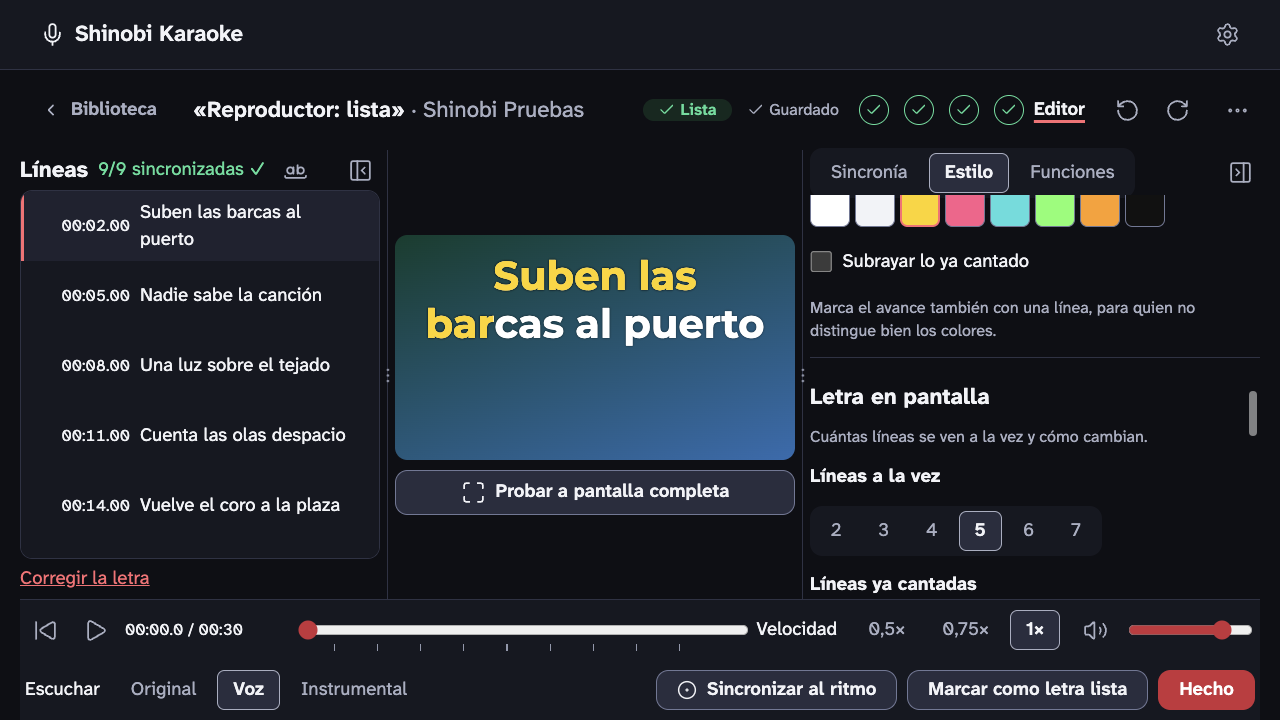 Shinobi Karaoke
Biblioteca
«Reproductor: lista» · Shinobi Pruebas
Lista
Guardado
Editor
Líneas
9/9 sincronizadas
ab
00:02.00 Suben las barcas al
puerto
00:05.00 Nadie sabe la canción
00:08.00 Una luz sobre el tejado
00:11.00 Cuenta las olas despacio
00:14.00 Vuelve el coro a la plaza
Corregir la letra
Suben las
barcas al puerto
Probar a pantalla completa
Sincronía Estilo Funciones
Subrayar lo ya cantado
Marca el avance también con una línea, para quien no
distingue bien los colores.
Letra en pantalla
Cuántas líneas se ven a la vez y cómo cambian.
Líneas a la vez
2 3 4 5 6 7
Líneas ya cantadas
00:00.0 / 00:30
Velocidad 0,5× 0,75× 1×
Escuchar Original Voz Instrumental
Sincronizar al ritmo
Marcar como letra lista
Hecho